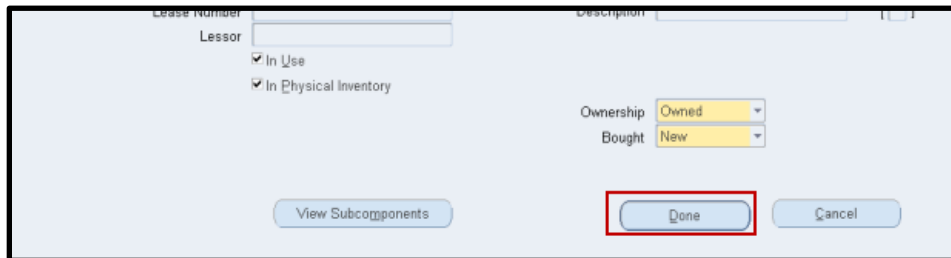 Lease Number
Description
[ ]
Lessor
In Use
In Physical Inventory
Ownership Owned
Bought New
View Subcomponents
Done
Cancel